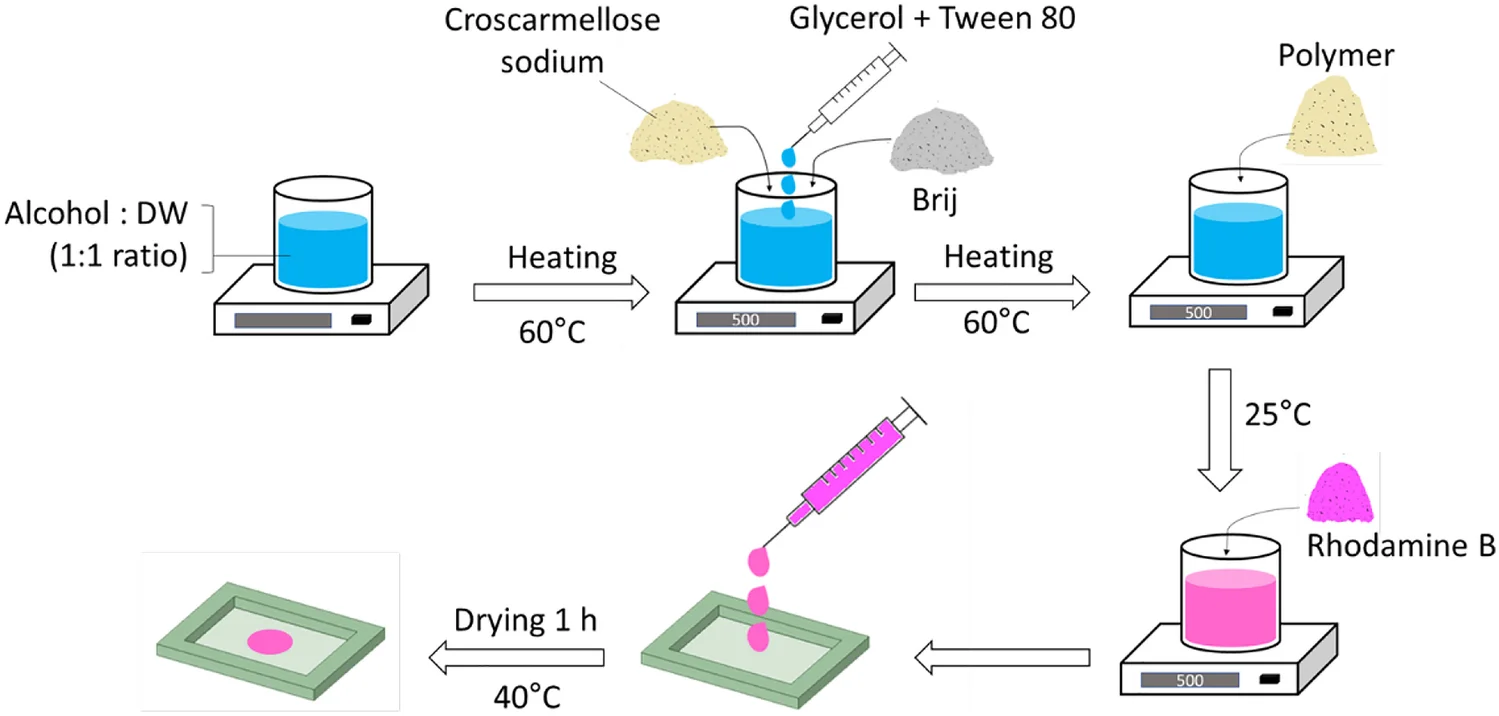 Croscarmellose
sodium
Glycerol + Tween 80
Polymer
Brij
Alcohol : DW
(1:1 ratio)
Heating
60°C
500
Heating
60°C
500
25°C
Rhodamine B
500
Drying 1 h
40°C